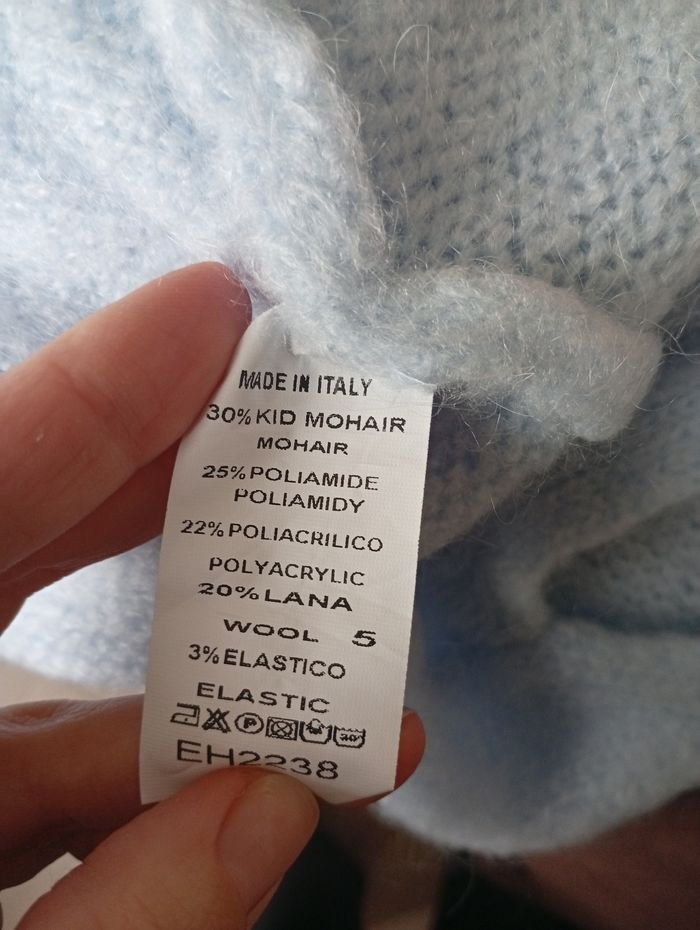 MADE IN ITALY
30% KID MOHAIR
MOHAIR
25% POLIAMIDE
POLIAMIDY
22% POLIACRILICO
POLYACRYLIC
20% LANA
WOOL 5
3% ELASTICO
ELASTIC
P 30°
EH2238